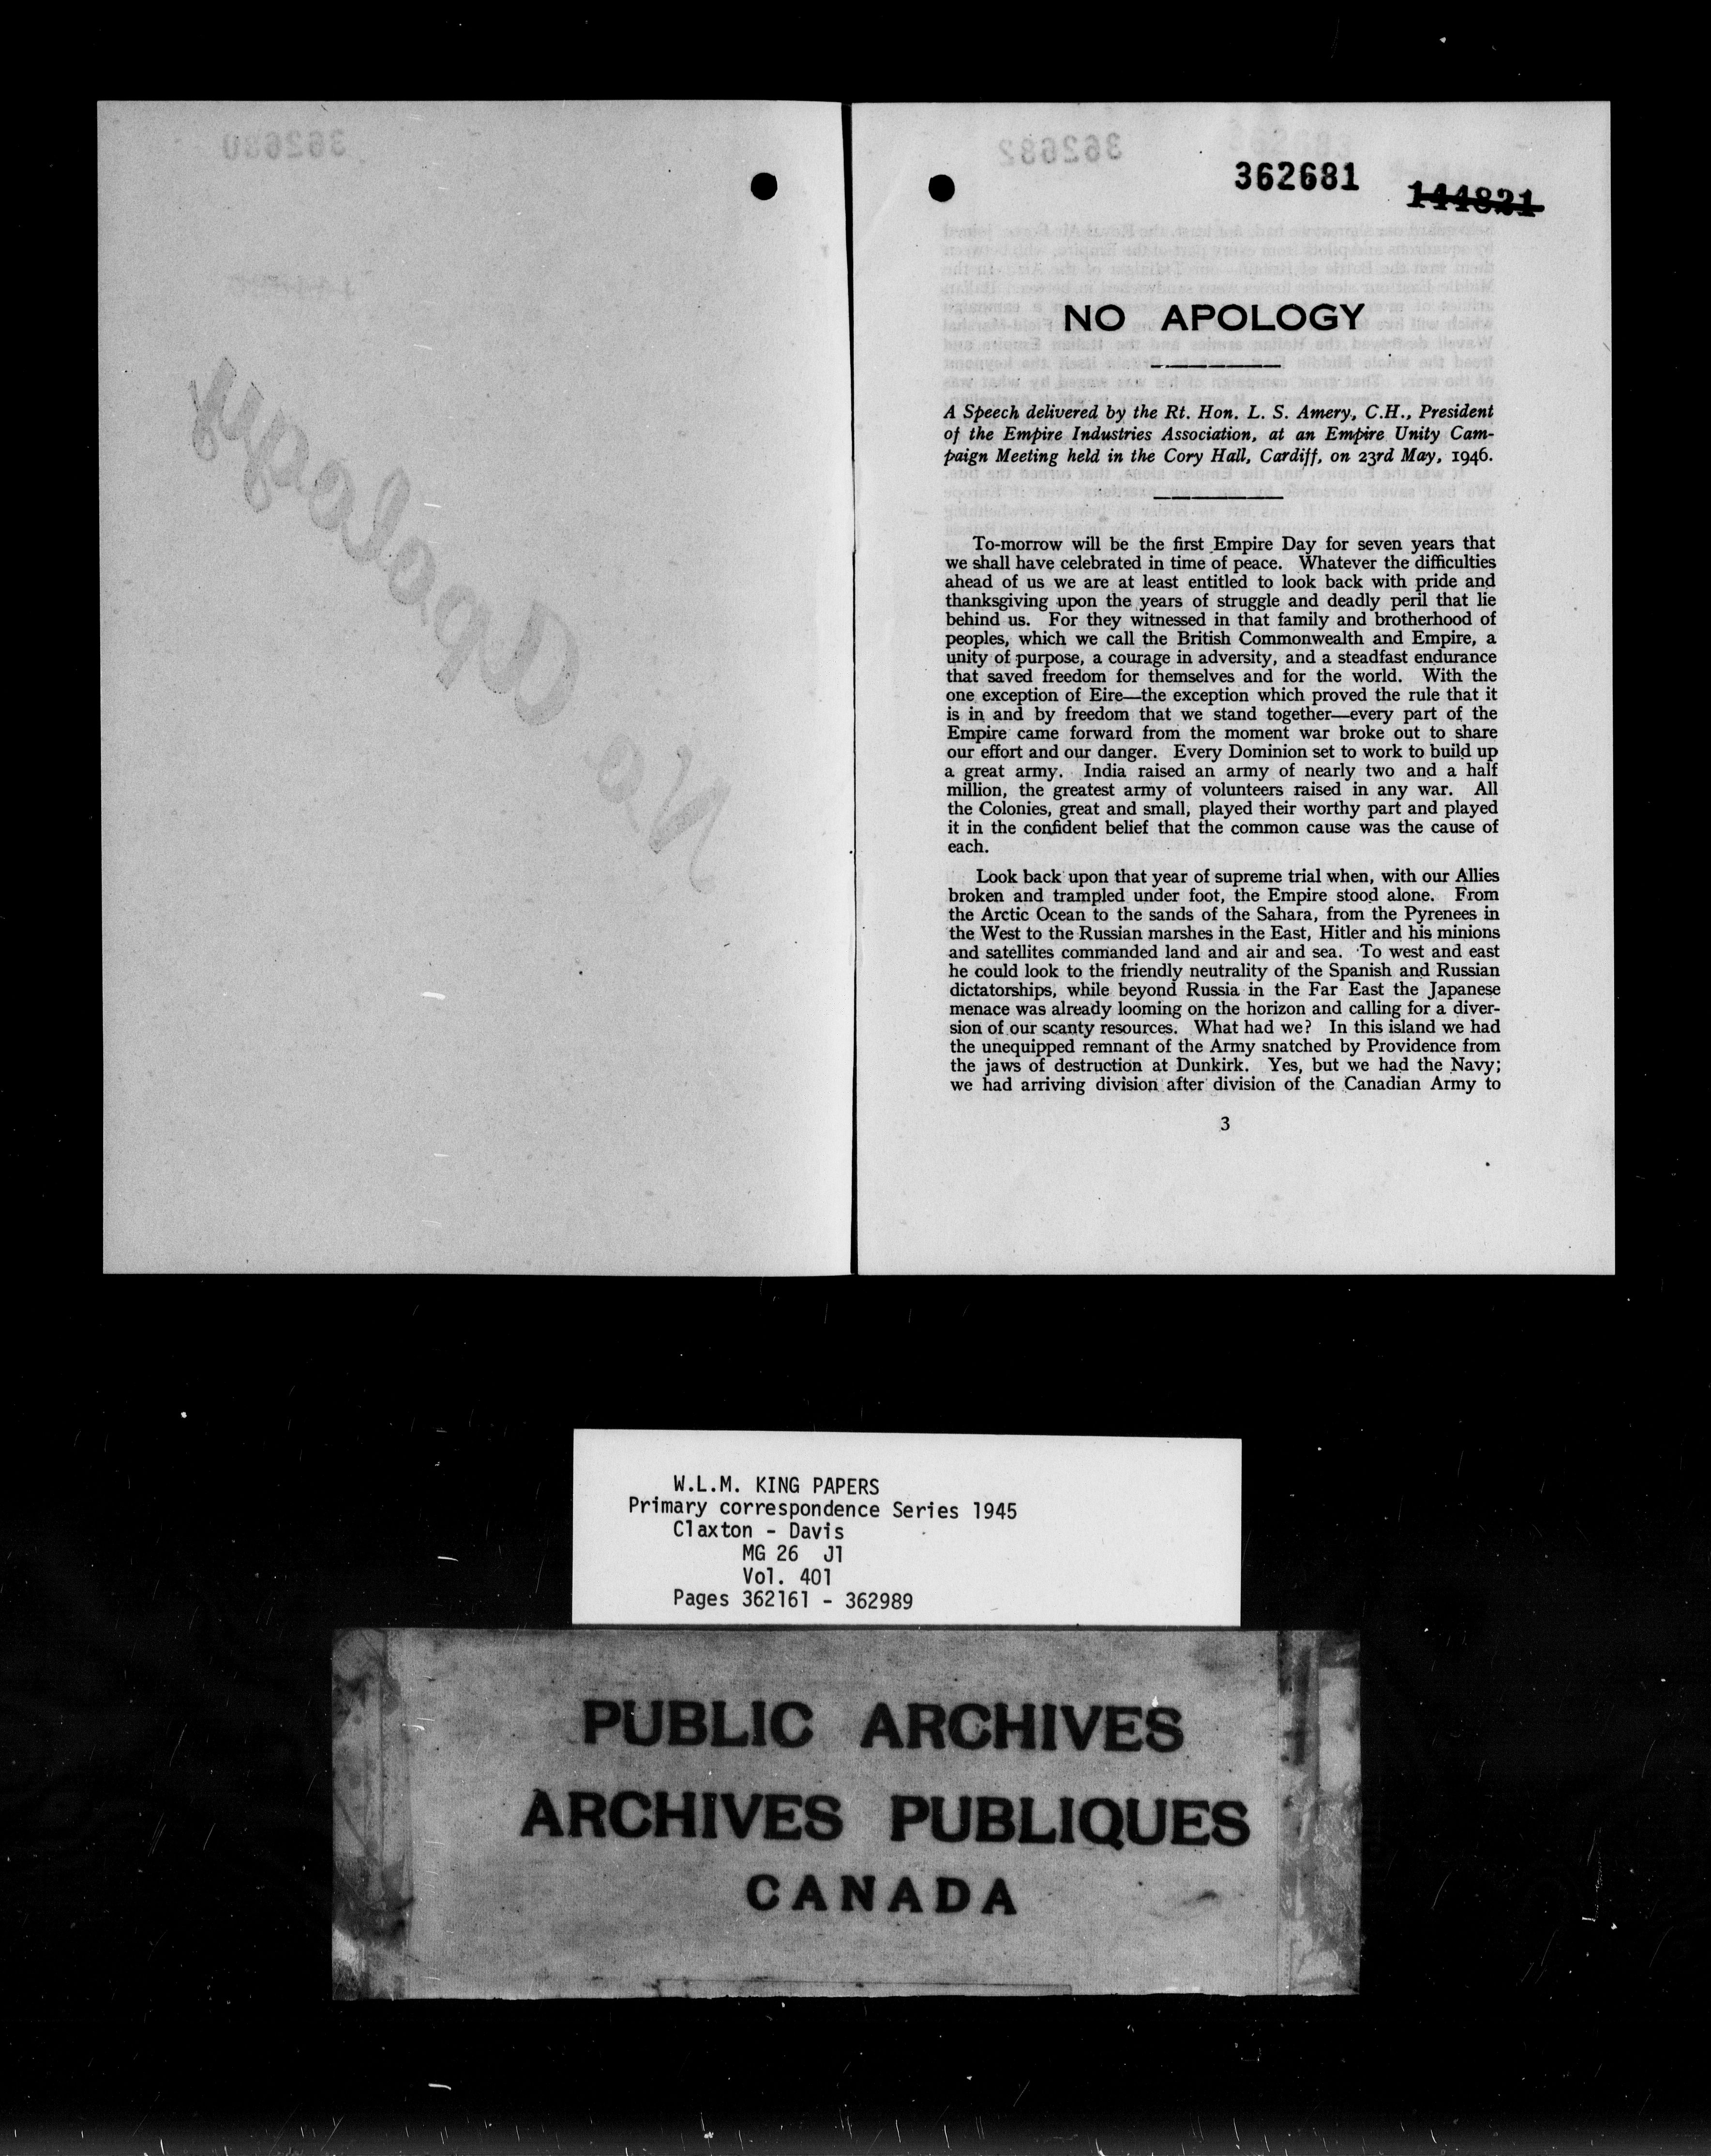 362680
No Apology
362682
362681
144821
NO APOLOGY
A Speech delivered by the Rt. Hon. L. S. Amery, C.H., President
of the Empire Industries Association, at an Empire Unity Cam-
paign Meeting held in the Cory Hall, Cardiff, on 23rd May, 1946.
To-morrow will be the first Empire Day for seven years that
we shall have celebrated in time of peace. Whatever the difficulties
ahead of us we are at least entitled to look back with pride and
thanksgiving upon the years of struggle and deadly peril that lie
behind us. For they witnessed in that family and brotherhood of
peoples, which we call the British Commonwealth and Empire, a
unity of purpose, a courage in adversity, and a steadfast endurance
that saved freedom for themselves and for the world. With the
one exception of Eire—the exception which proved the rule that it
is in and by freedom that we stand together—every part of the
Empire came forward from the moment war broke out to share
our effort and our danger. Every Dominion set to work to build up
a great army. India raised an army of nearly two and a half
million, the greatest army of volunteers raised in any war. All
the Colonies, great and small, played their worthy part and played
it in the confident belief that the common cause was the cause of
each.
Look back upon that year of supreme trial when, with our Allies
broken and trampled under foot, the Empire stood alone. From
the Arctic Ocean to the sands of the Sahara, from the Pyrenees in
the West to the Russian marshes in the East, Hitler and his minions
and satellites commanded land and air and sea. To west and east
he could look to the friendly neutrality of the Spanish and Russian
dictatorships, while beyond Russia in the Far East the Japanese
menace was already looming on the horizon and calling for a diver-
sion of our scanty resources. What had we? In this island we had
the unequipped remnant of the Army snatched by Providence from
the jaws of destruction at Dunkirk. Yes, but we had the Navy;
we had arriving division after division of the Canadian Army to
3
W.L.M. KING PAPERS
Primary correspondence Series 1945
Claxton - Davis
MG 26 J1
Vol. 401
Pages 362161 - 362989
PUBLIC ARCHIVES
ARCHIVES PUBLIQUES
CANADA